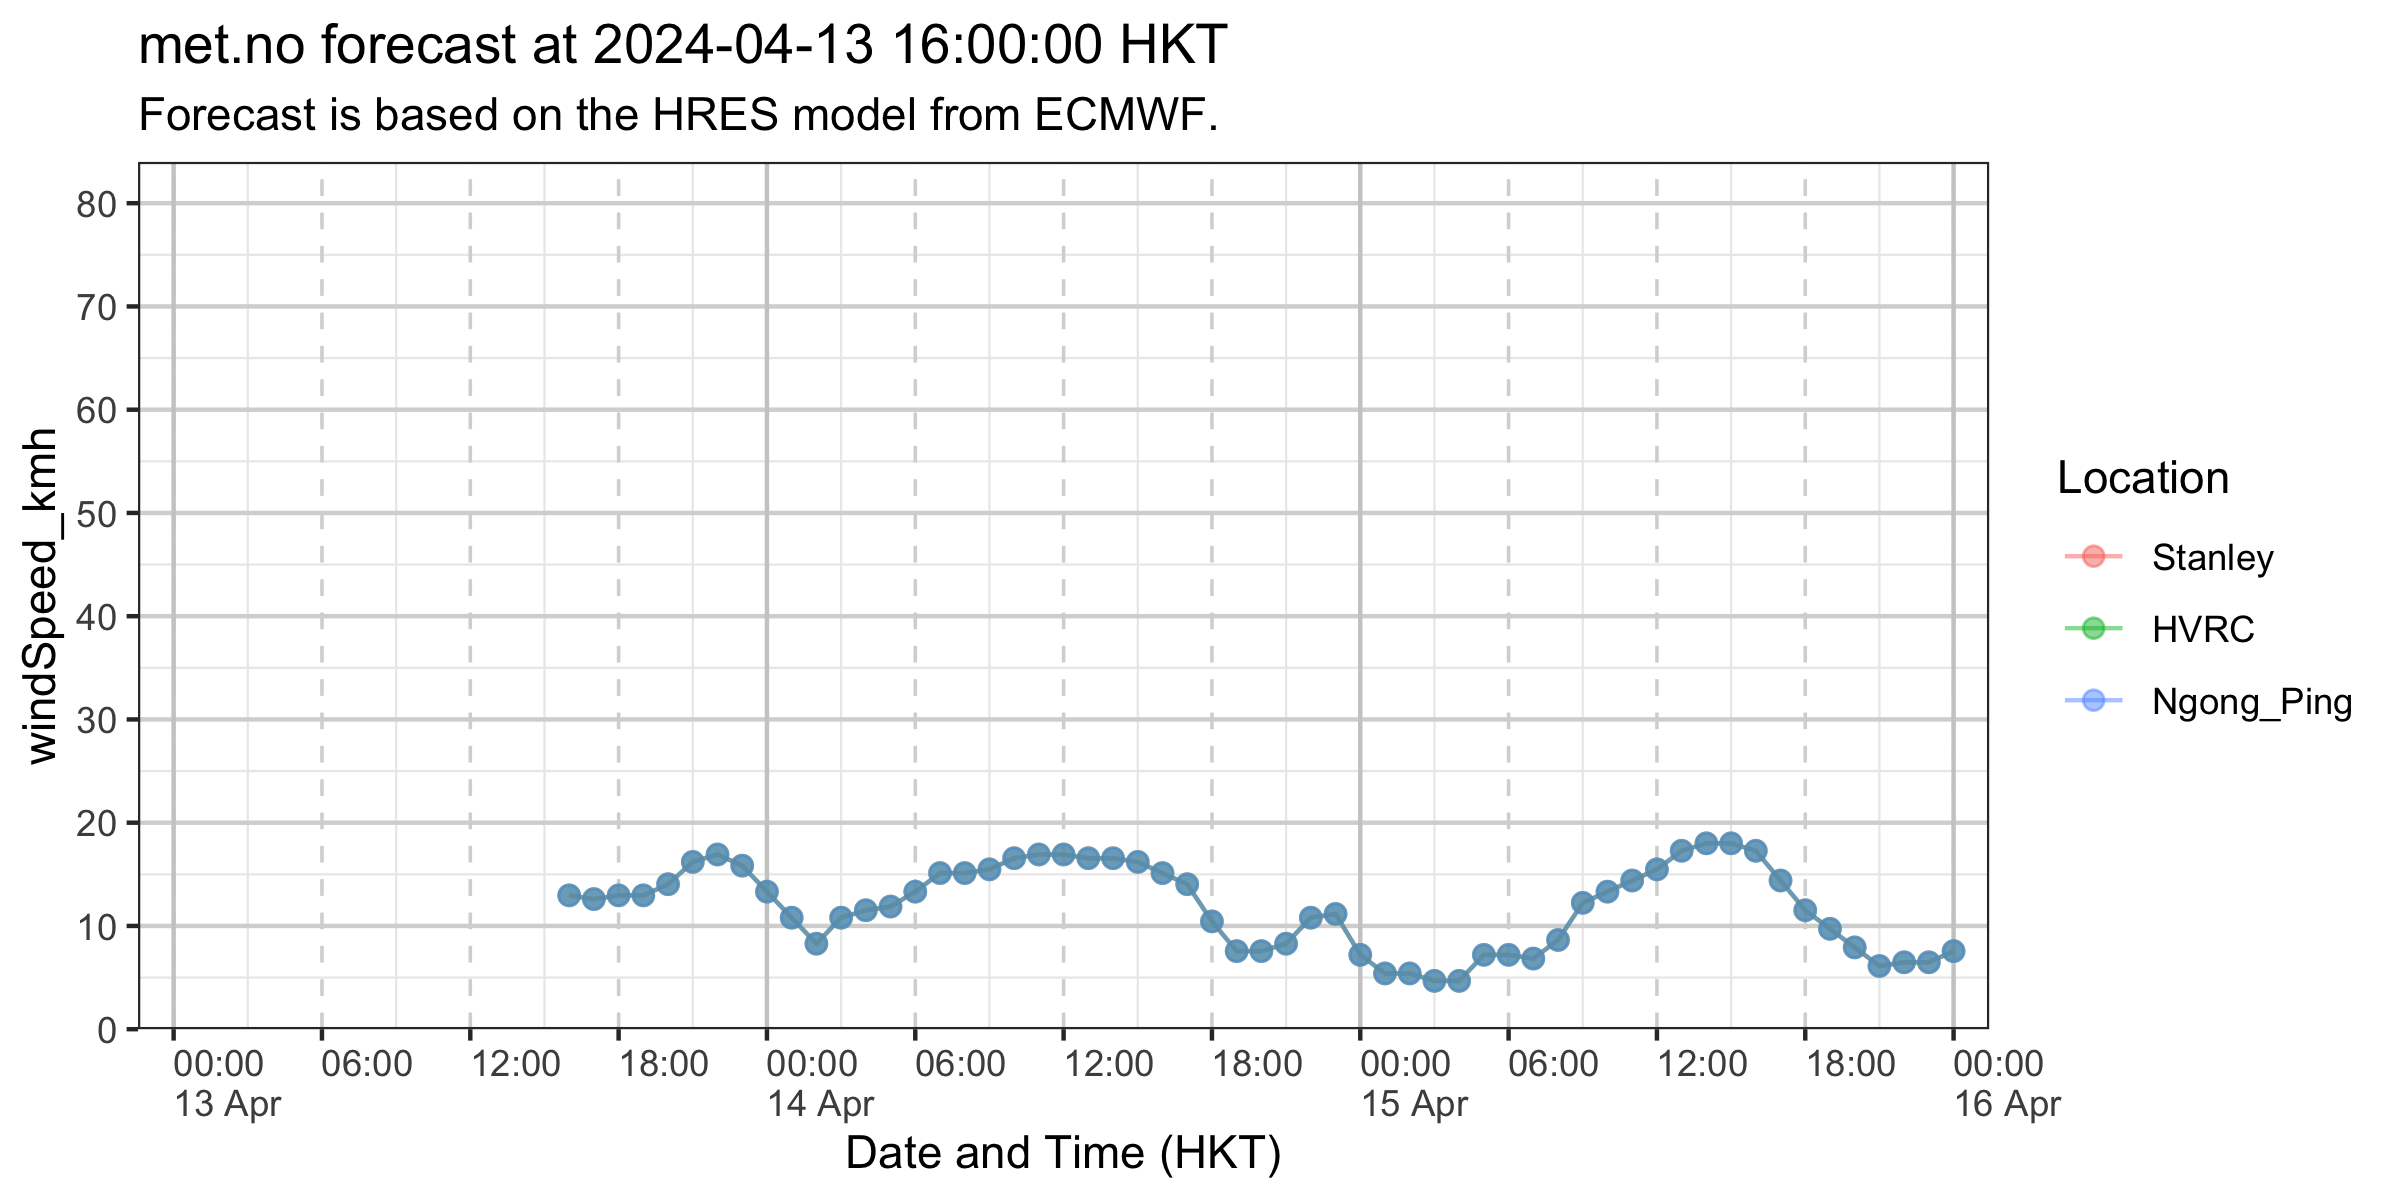 met.no forecast at 2024-04-13 16:00:00 HKT
Forecast is based on the HRES model from ECMWF.
windSpeed_kmh
80
70
60
50
40
30
20
10
0
00:00 06:00 12:00 18:00 00:00 06:00 12:00 18:00 00:00 06:00 12:00 18:00 00:00
13 Apr 14 Apr 15 Apr 16 Apr
Date and Time (HKT)
Location
Stanley
HVRC
Ngong_Ping